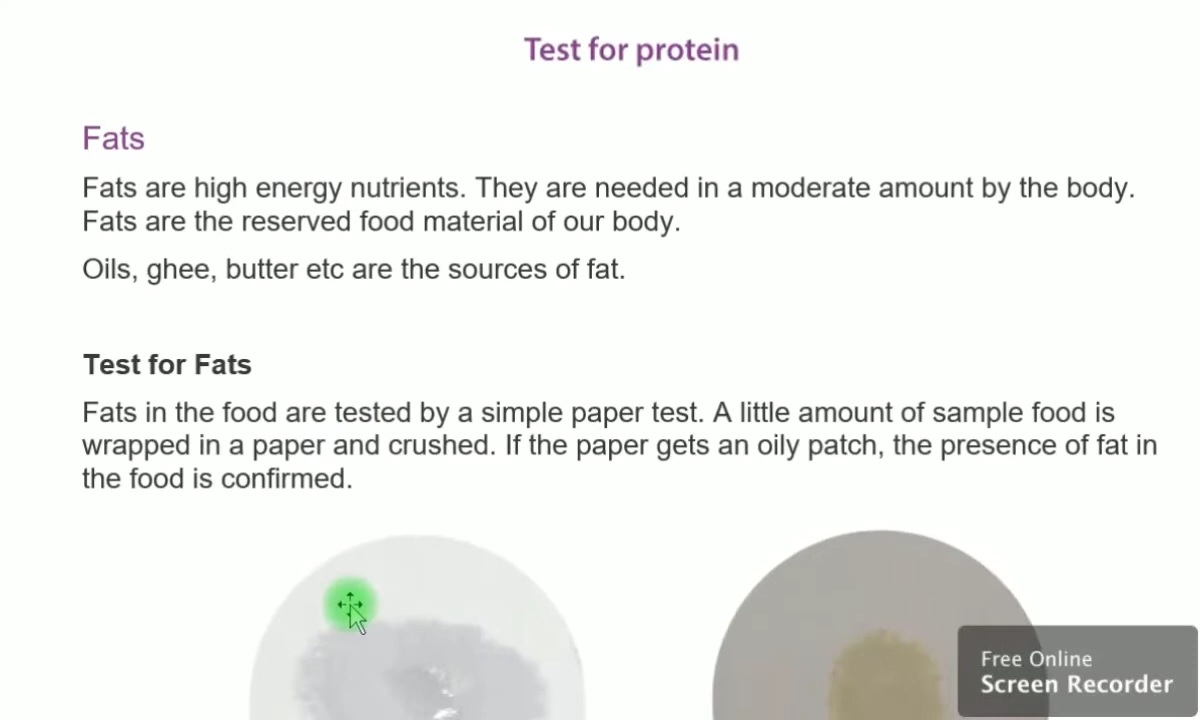 Test for protein
Fats
Fats are high energy nutrients. They are needed in a moderate amount by the body.
Fats are the reserved food material of our body.
Oils, ghee, butter etc are the sources of fat.
Test for Fats
Fats in the food are tested by a simple paper test. A little amount of sample food is
wrapped in a paper and crushed. If the paper gets an oily patch, the presence of fat in
the food is confirmed.
Free Online
Screen Recorder